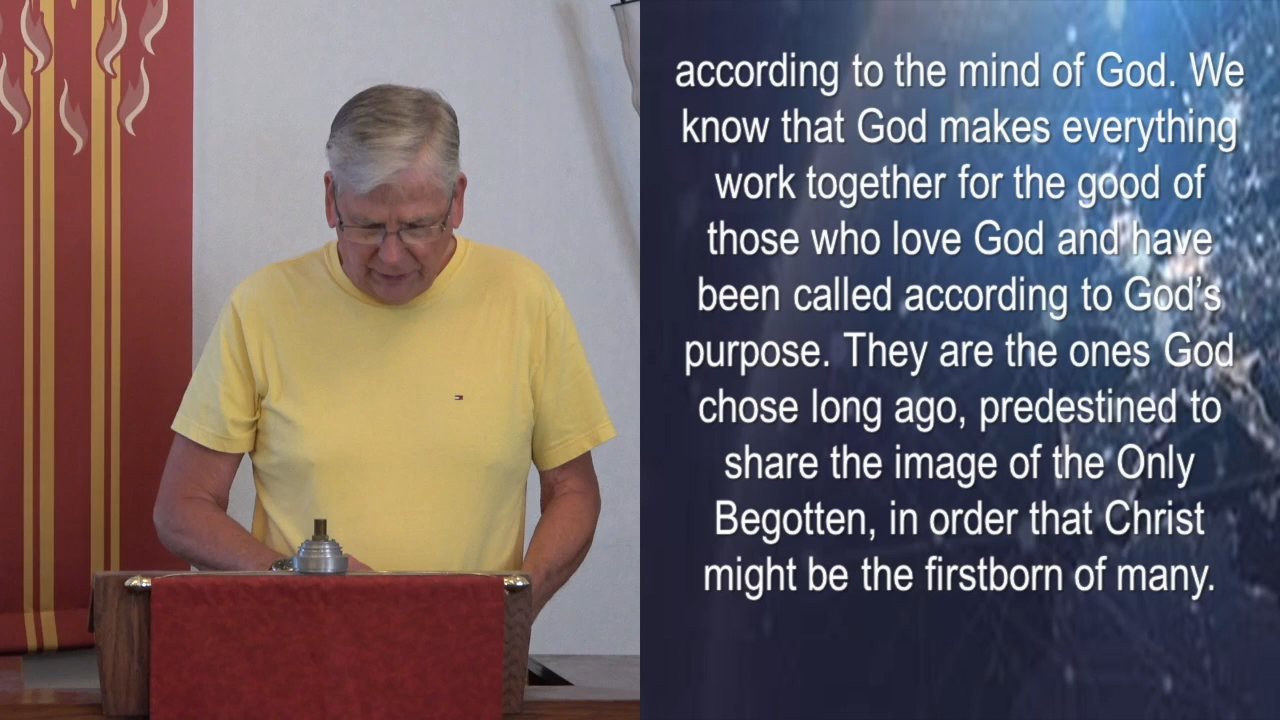 according to the mind of God. We
know that God makes everything
work together for the good of
those who love God and have
been called according to God’s
purpose. They are the ones God
chose long ago, predestined to
share the image of the Only
Begotten, in order that Christ
might be the firstborn of many.